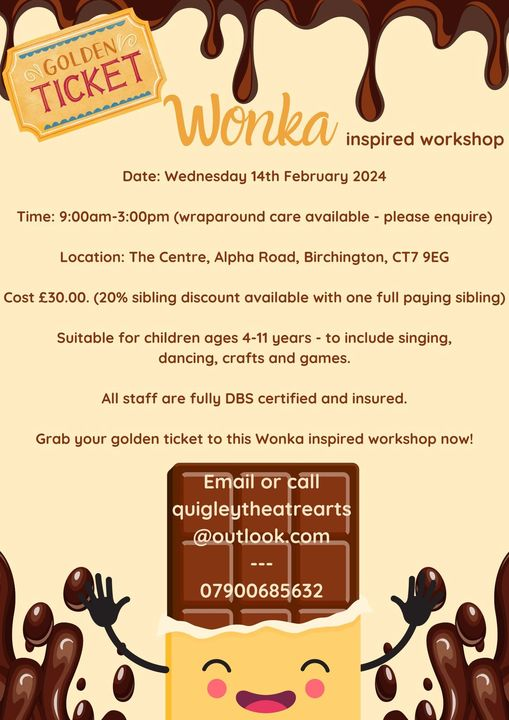 GOLDEN
TICKET
Wonka inspired workshop
Date: Wednesday 14th February 2024
Time: 9:00am-3:00pm (wraparound care available - please enquire)
Location: The Centre, Alpha Road, Birchington, CT7 9EG
Cost £30.00. (20% sibling discount available with one full paying sibling)
Suitable for children ages 4-11 years - to include singing,
dancing, crafts and games.
All staff are fully DBS certified and insured.
Grab your golden ticket to this Wonka inspired workshop now!
Email or call
quigleytheatrearts
@outlook.com
---
07900685632